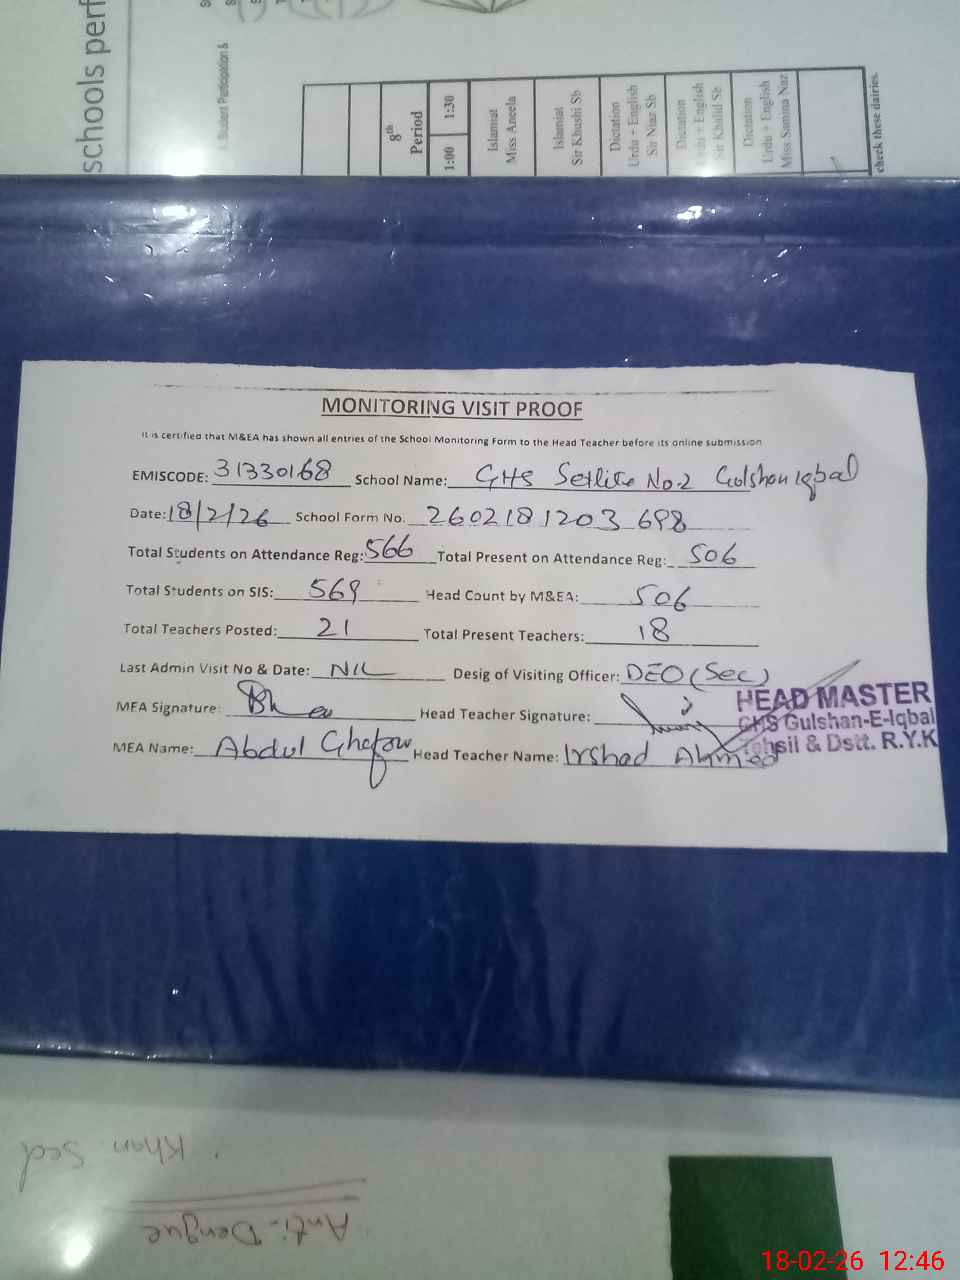 schools perf
s. Student Participation &
8th Period
1:00 1:30
Islamiat Miss Aneela
Islamiat Sir Khushi Sb
Dictation Urdu + English Sir Niaz Sb
Dictation Urdu + English Sir Khalid Sb
Dictation Urdu + English Miss Samina Naz
check these dairies.
MONITORING VISIT PROOF
It is certified that M&EA has shown all entries of the School Monitoring Form to the Head Teacher before its online submission
EMISCODE: 31330168 School Name: GHS Setlite No.2 Gulshan Iqbal
Date: 18/2/26 School Form No. 2602181203 698
Total Students on Attendance Reg: 566 Total Present on Attendance Reg: 506
Total Students on SIS: 569 Head Count by M&EA: 506
Total Teachers Posted: 21 Total Present Teachers: 18
Last Admin Visit No & Date: NIL Desig of Visiting Officer: DEO (Sec)
MEA Signature: Head Teacher Signature:
HEAD MASTER
GHS Gulshan-E-Iqbal
Tehsil & Dstt. R.Y.K
MEA Name: Abdul Ghafow Head Teacher Name: Irshad Ahmed
Khan Sed
Anti-Dengue
18-02-26 12:46